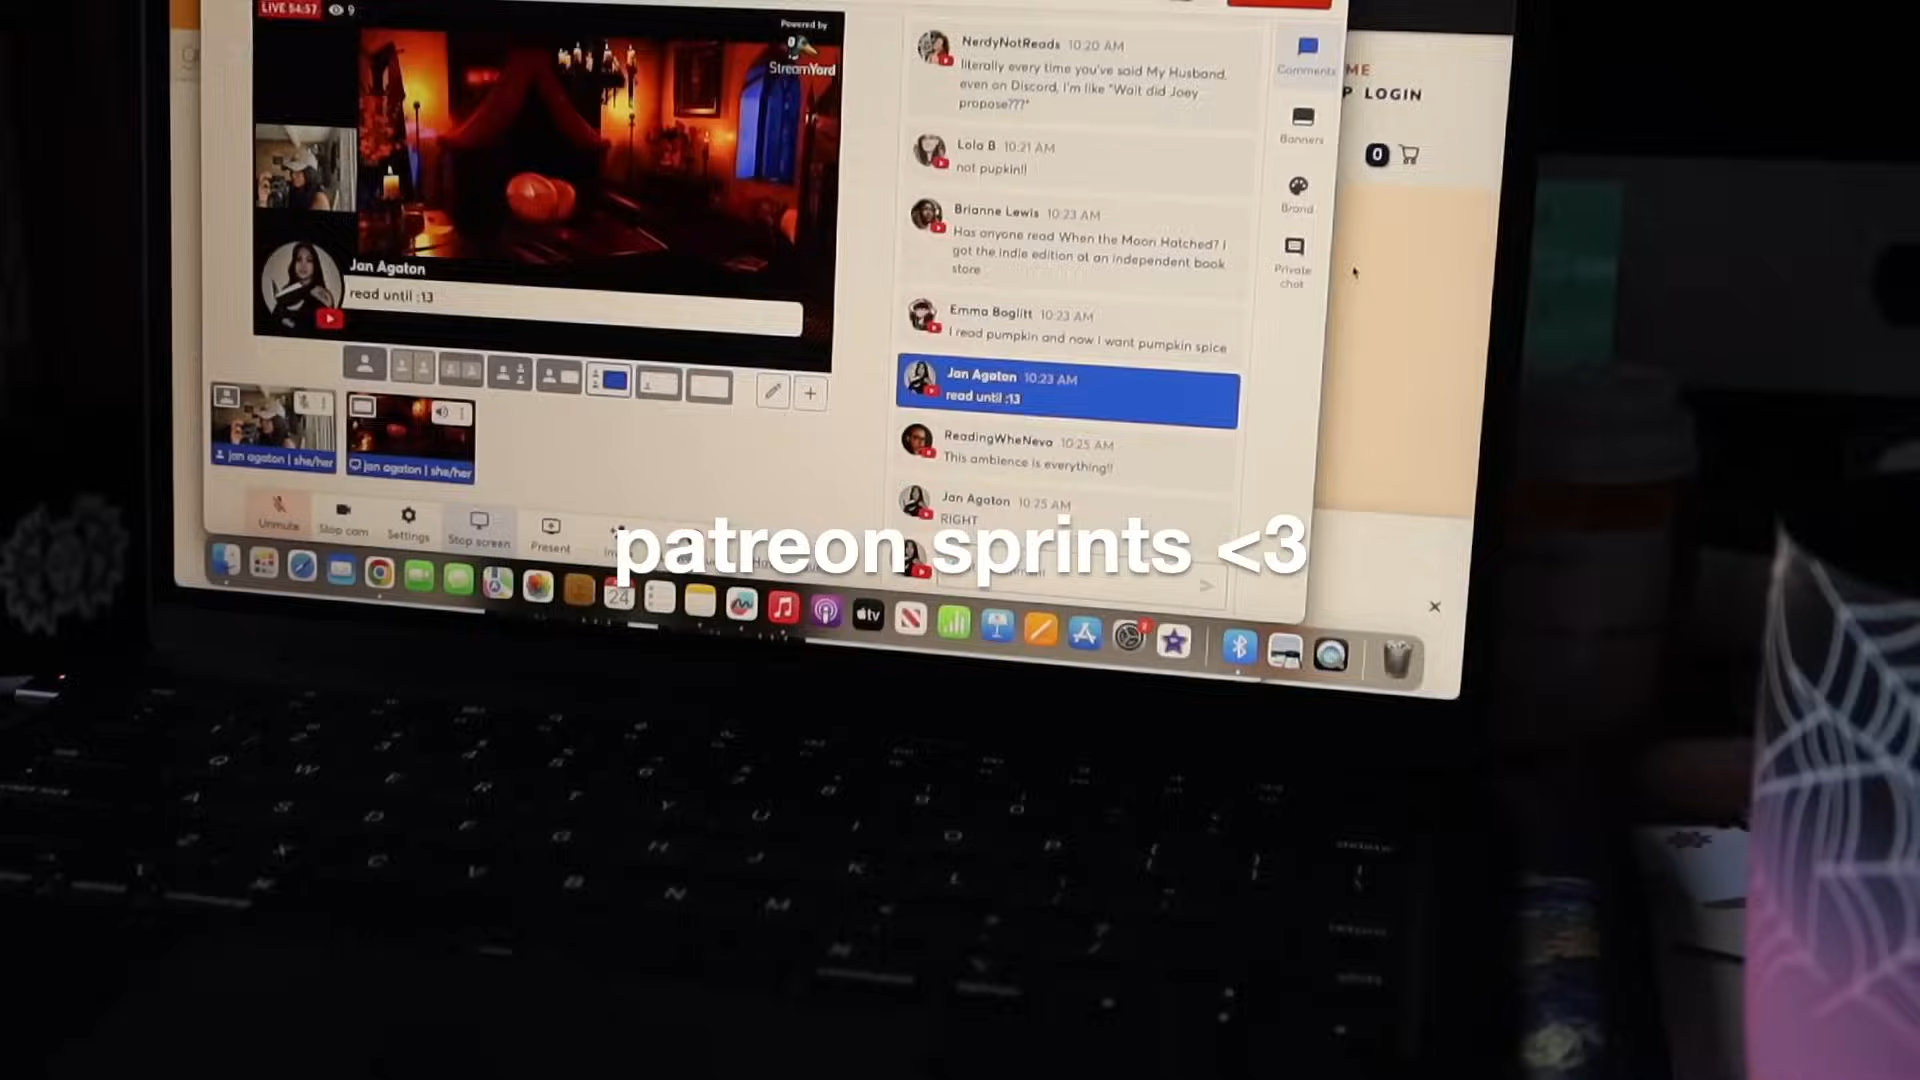 LIVE 54:57 9
Powered by
StreamYard
Jan Agaton
read until :13
jan agaton | she/her
jan agaton | she/her
Unmute
Stop cam
Settings
Stop screen
Present
NerdyNotReads 10:20 AM
literally every time you've said My Husband,
even on Discord, I'm like "Wait did Joey
propose???"
Lola B 10:21 AM
not pupkin!!
Brianne Lewis 10:23 AM
Has anyone read When the Moon Hatched? I
got the indie edition at an independent book
store
Emma Boglitt 10:23 AM
I read pumpkin and now I want pumpkin spice
Jan Agaton 10:23 AM
read until :13
ReadingWheNeva 10:25 AM
This ambience is everything!!
Jan Agaton 10:25 AM
RIGHT
Comments
Banners
Brand
Private
chat
ME
P LOGIN
0
patreon sprints <3
24
tv